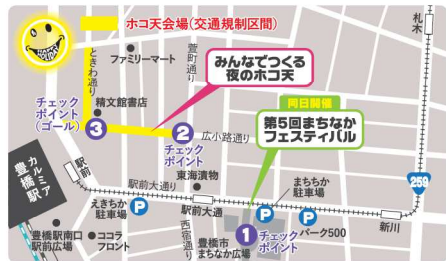 HAPPY HOLIDAY
ホコ天会場(交通規制区間)
ときわ通り
ファミリーマート
萱町通り
札木
みんなでつくる
夜のホコ天
チェック
ポイント
(ゴール)
精文館書店
3
2
広小路通り
チェック
ポイント
同日開催
第5回まちなか
フェスティバル
カルミア
豊橋駅
駅前
東海漬物
259
駅前大通り
えきちか
駐車場
P
駅前大通
まちちか
駐車場
P
P
パーク500
新川
豊橋駅南口
駅前広場
ココラ
フロント
西宿通り
豊橋市
まちなか広場
1
チェック
ポイント